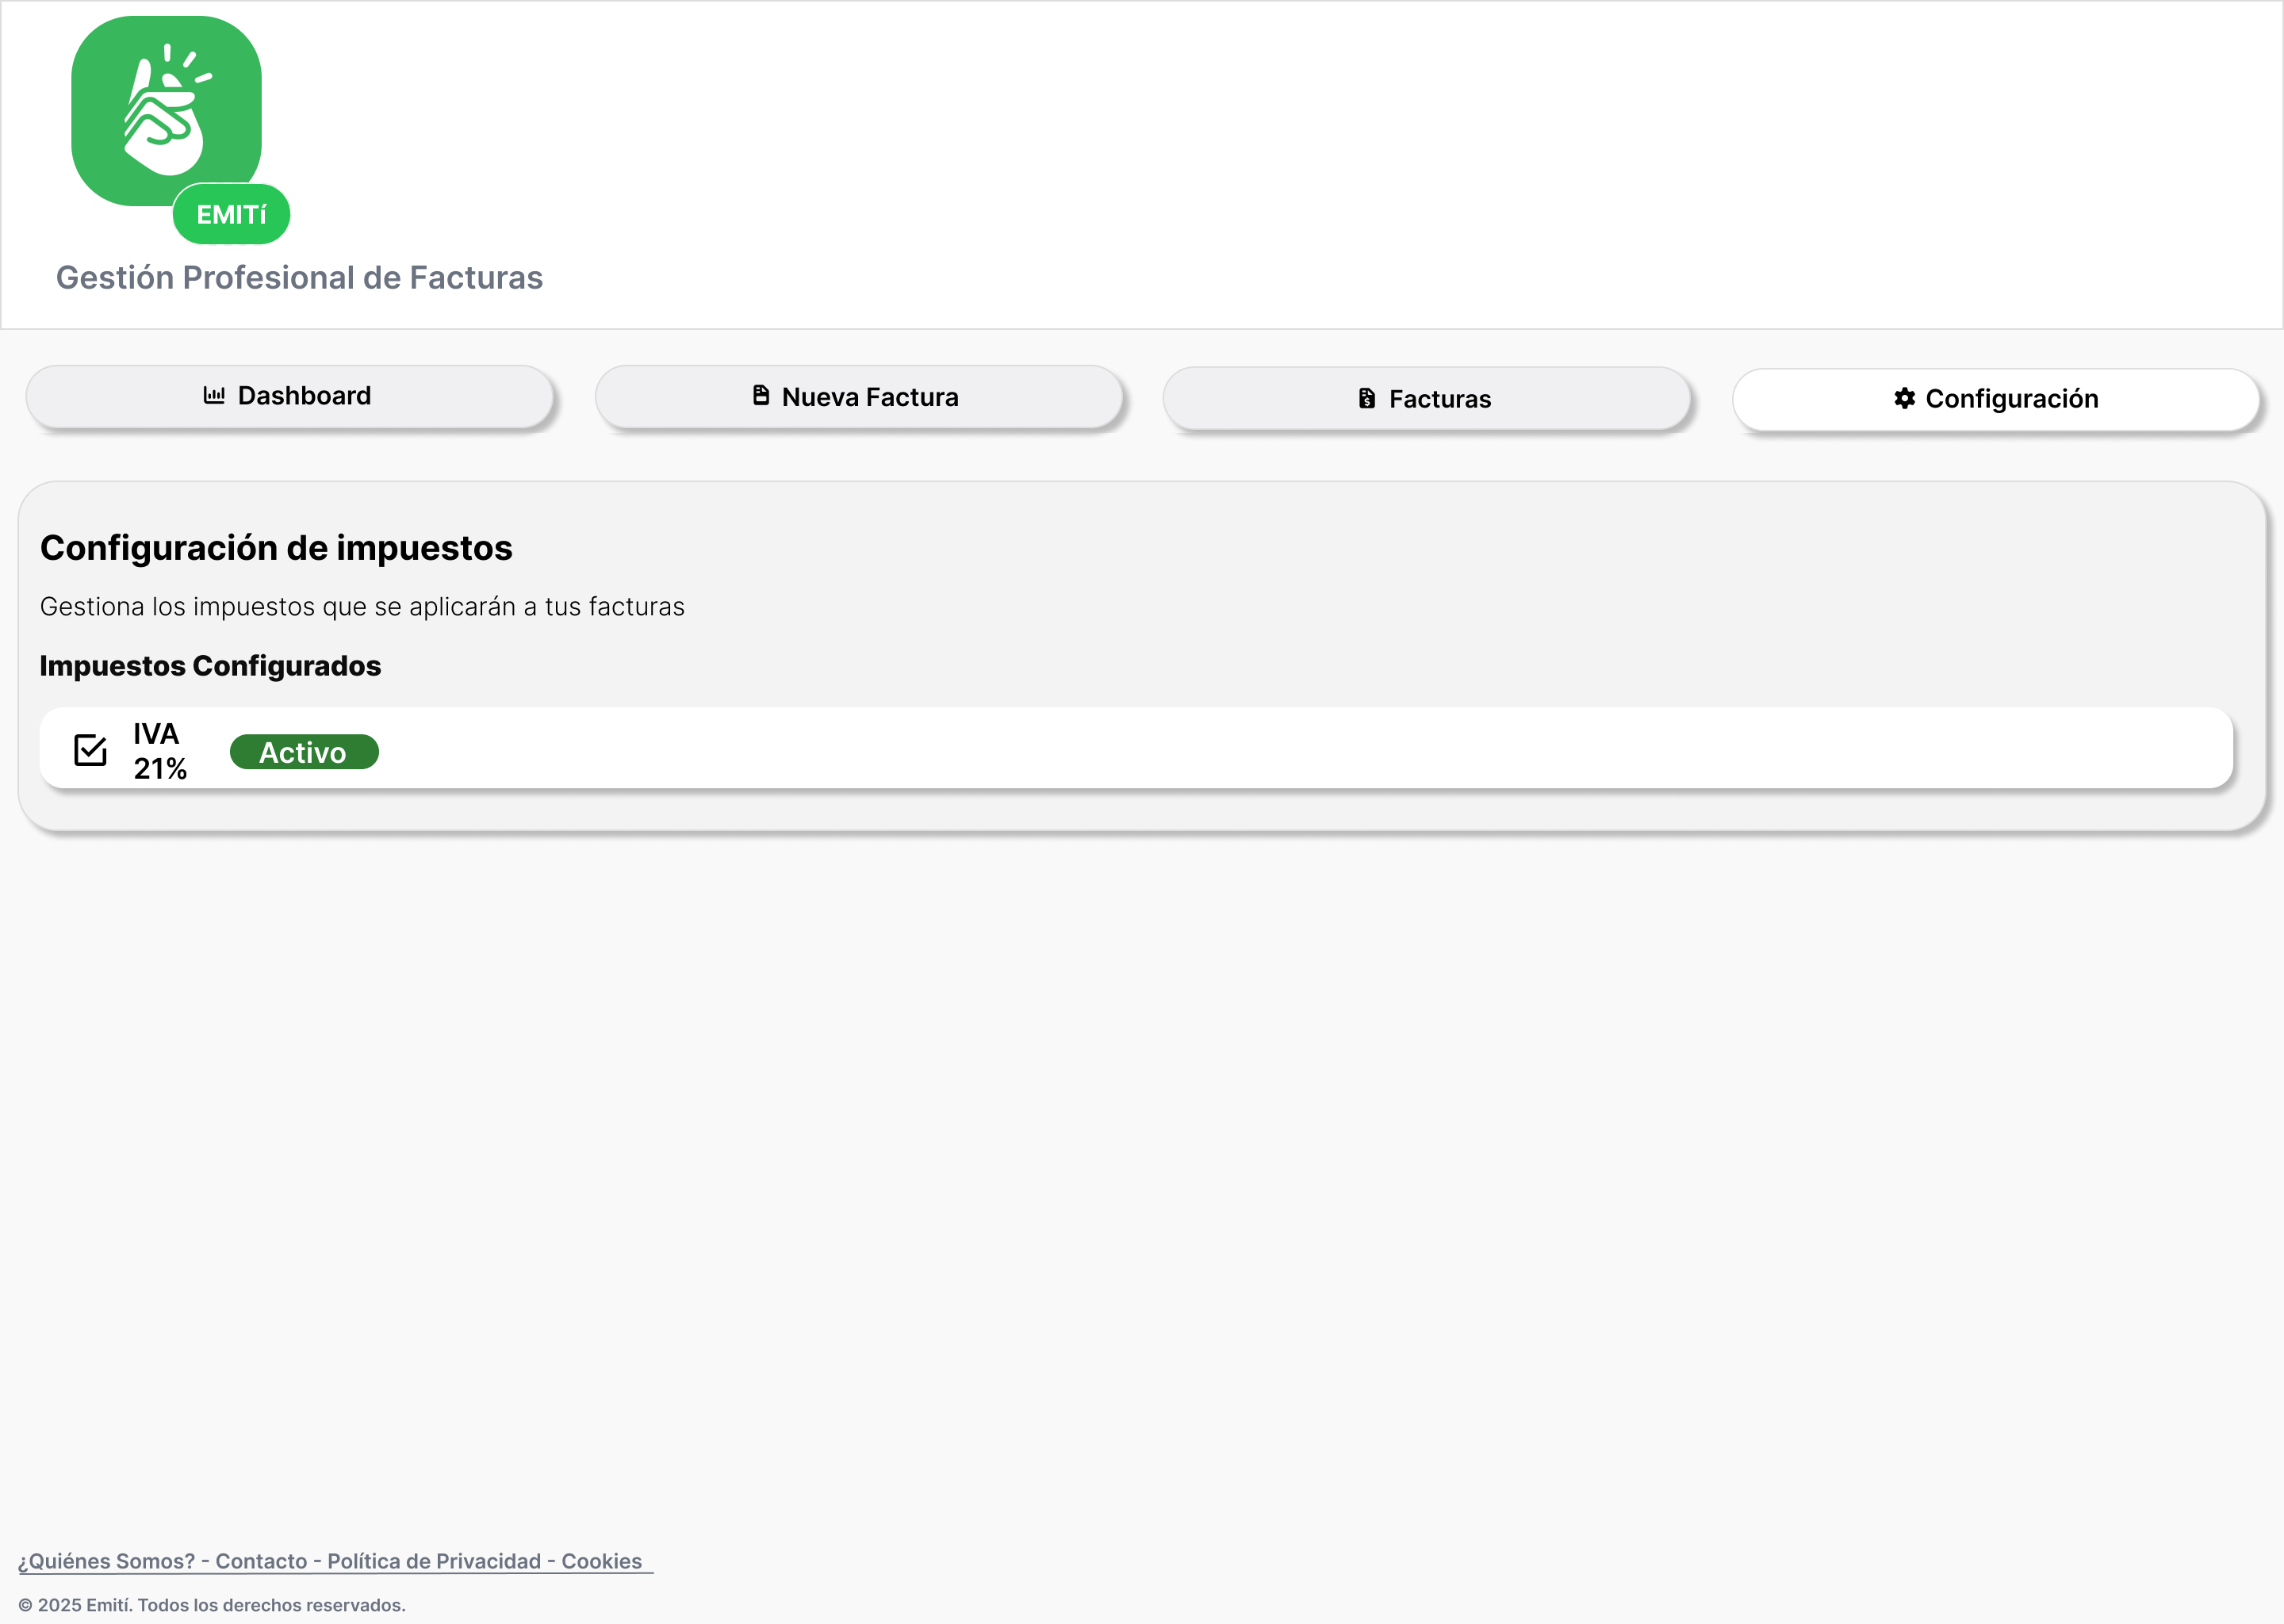 EMITí
Gestión Profesional de Facturas
Dashboard
Nueva Factura
Facturas
Configuración
Configuración de impuestos
Gestiona los impuestos que se aplicarán a tus facturas
Impuestos Configurados
IVA
21%
Activo
¿Quiénes Somos? - Contacto - Política de Privacidad - Cookies
© 2025 Emití. Todos los derechos reservados.